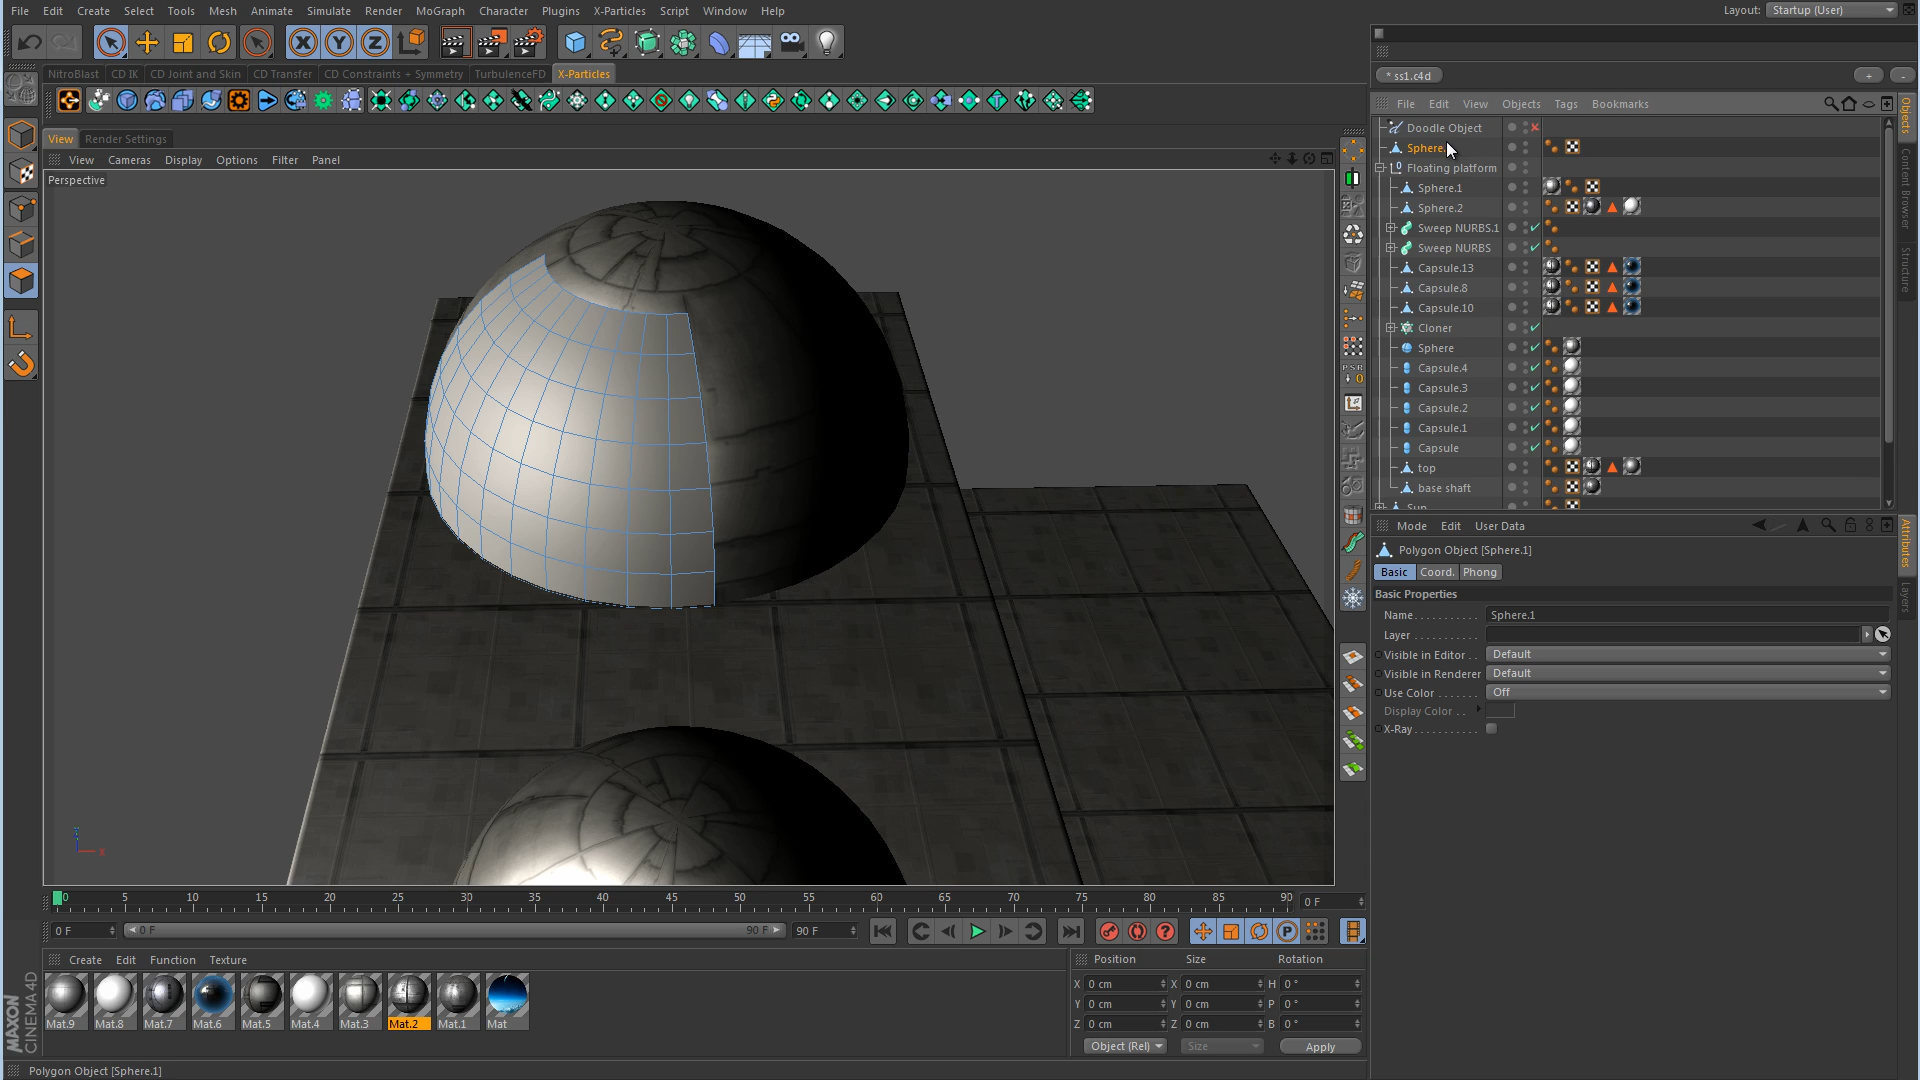 File Edit Create Select Tools Mesh Animate Simulate Render MoGraph Character Plugins X-Particles Script Window Help
Layout: Startup (User)
NitroBlast CD IK CD Joint and Skin CD Transfer CD Constraints + Symmetry TurbulenceFD X-Particles
* ss1.c4d + -
File Edit View Objects Tags Bookmarks
View Render Settings
View Cameras Display Options Filter Panel
Perspective
Doodle Object
Sphere.
Floating platform
Sphere.1
Sphere.2
Sweep NURBS.1
Sweep NURBS
Capsule.13
Capsule.8
Capsule.10
Cloner
Sphere
Capsule.4
Capsule.3
Capsule.2
Capsule.1
Capsule
top
base shaft
Sun
Objects
Content Browser
Structure
X Y Z
PSR
0
Mode Edit User Data
Polygon Object [Sphere.1]
Basic Coord. Phong
Basic Properties
Name Sphere.1
Layer
Visible in Editor Default
Visible in Renderer Default
Use Color Off
Display Color
X-Ray
Attributes
Layers
X
0 5 10 15 20 25 30 35 40 45 50 55 60 65 70 75 80 85 90 0 F
0 F 0 F 90 F 90 F
Create Edit Function Texture
Mat.9 Mat.8 Mat.7 Mat.6 Mat.5 Mat.4 Mat.3 Mat.2 Mat.1 Mat
Position Size Rotation
X 0 cm X 0 cm H 0 °
Y 0 cm Y 0 cm P 0 °
Z 0 cm Z 0 cm B 0 °
Object (Rel) Size Apply
MAXON
CINEMA 4D
Polygon Object [Sphere.1]